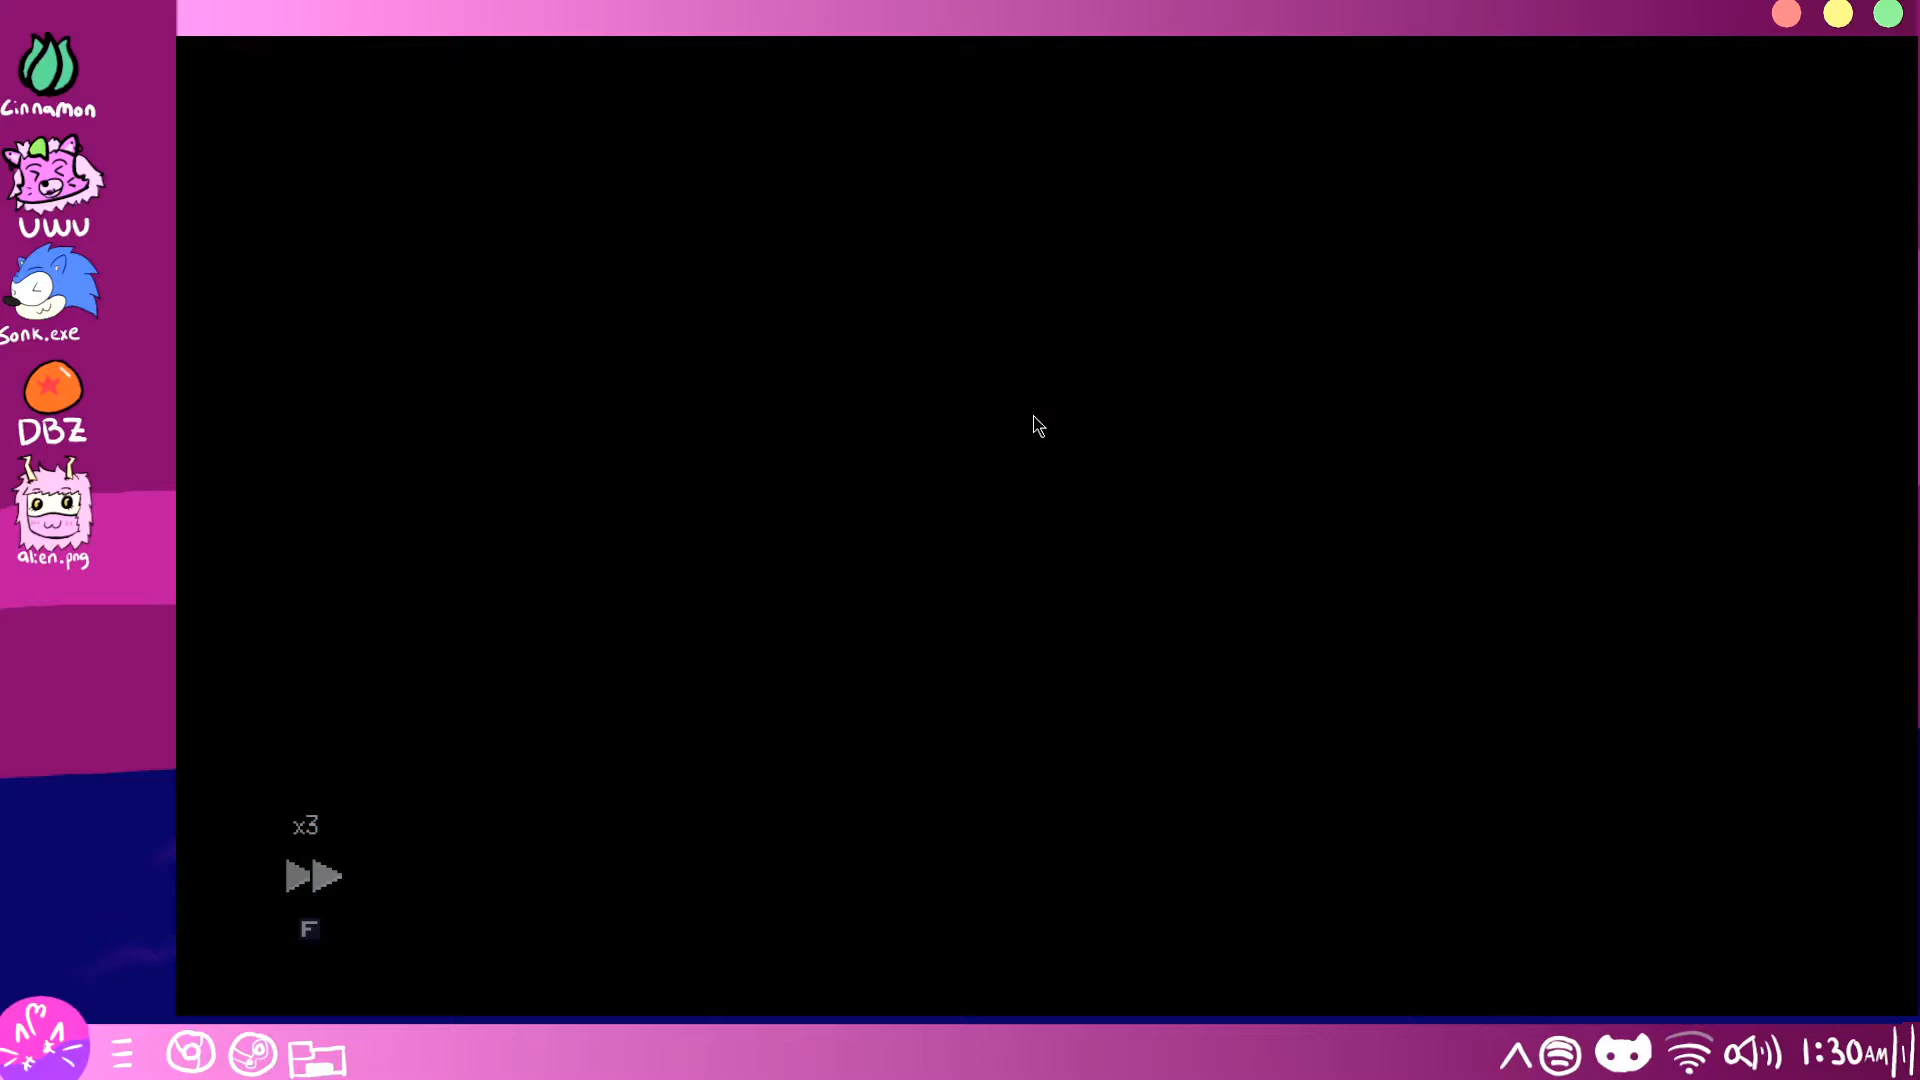 Cinnamon
UWU
Sonk.exe
DBZ
alien.png
x3
F
1:30AM